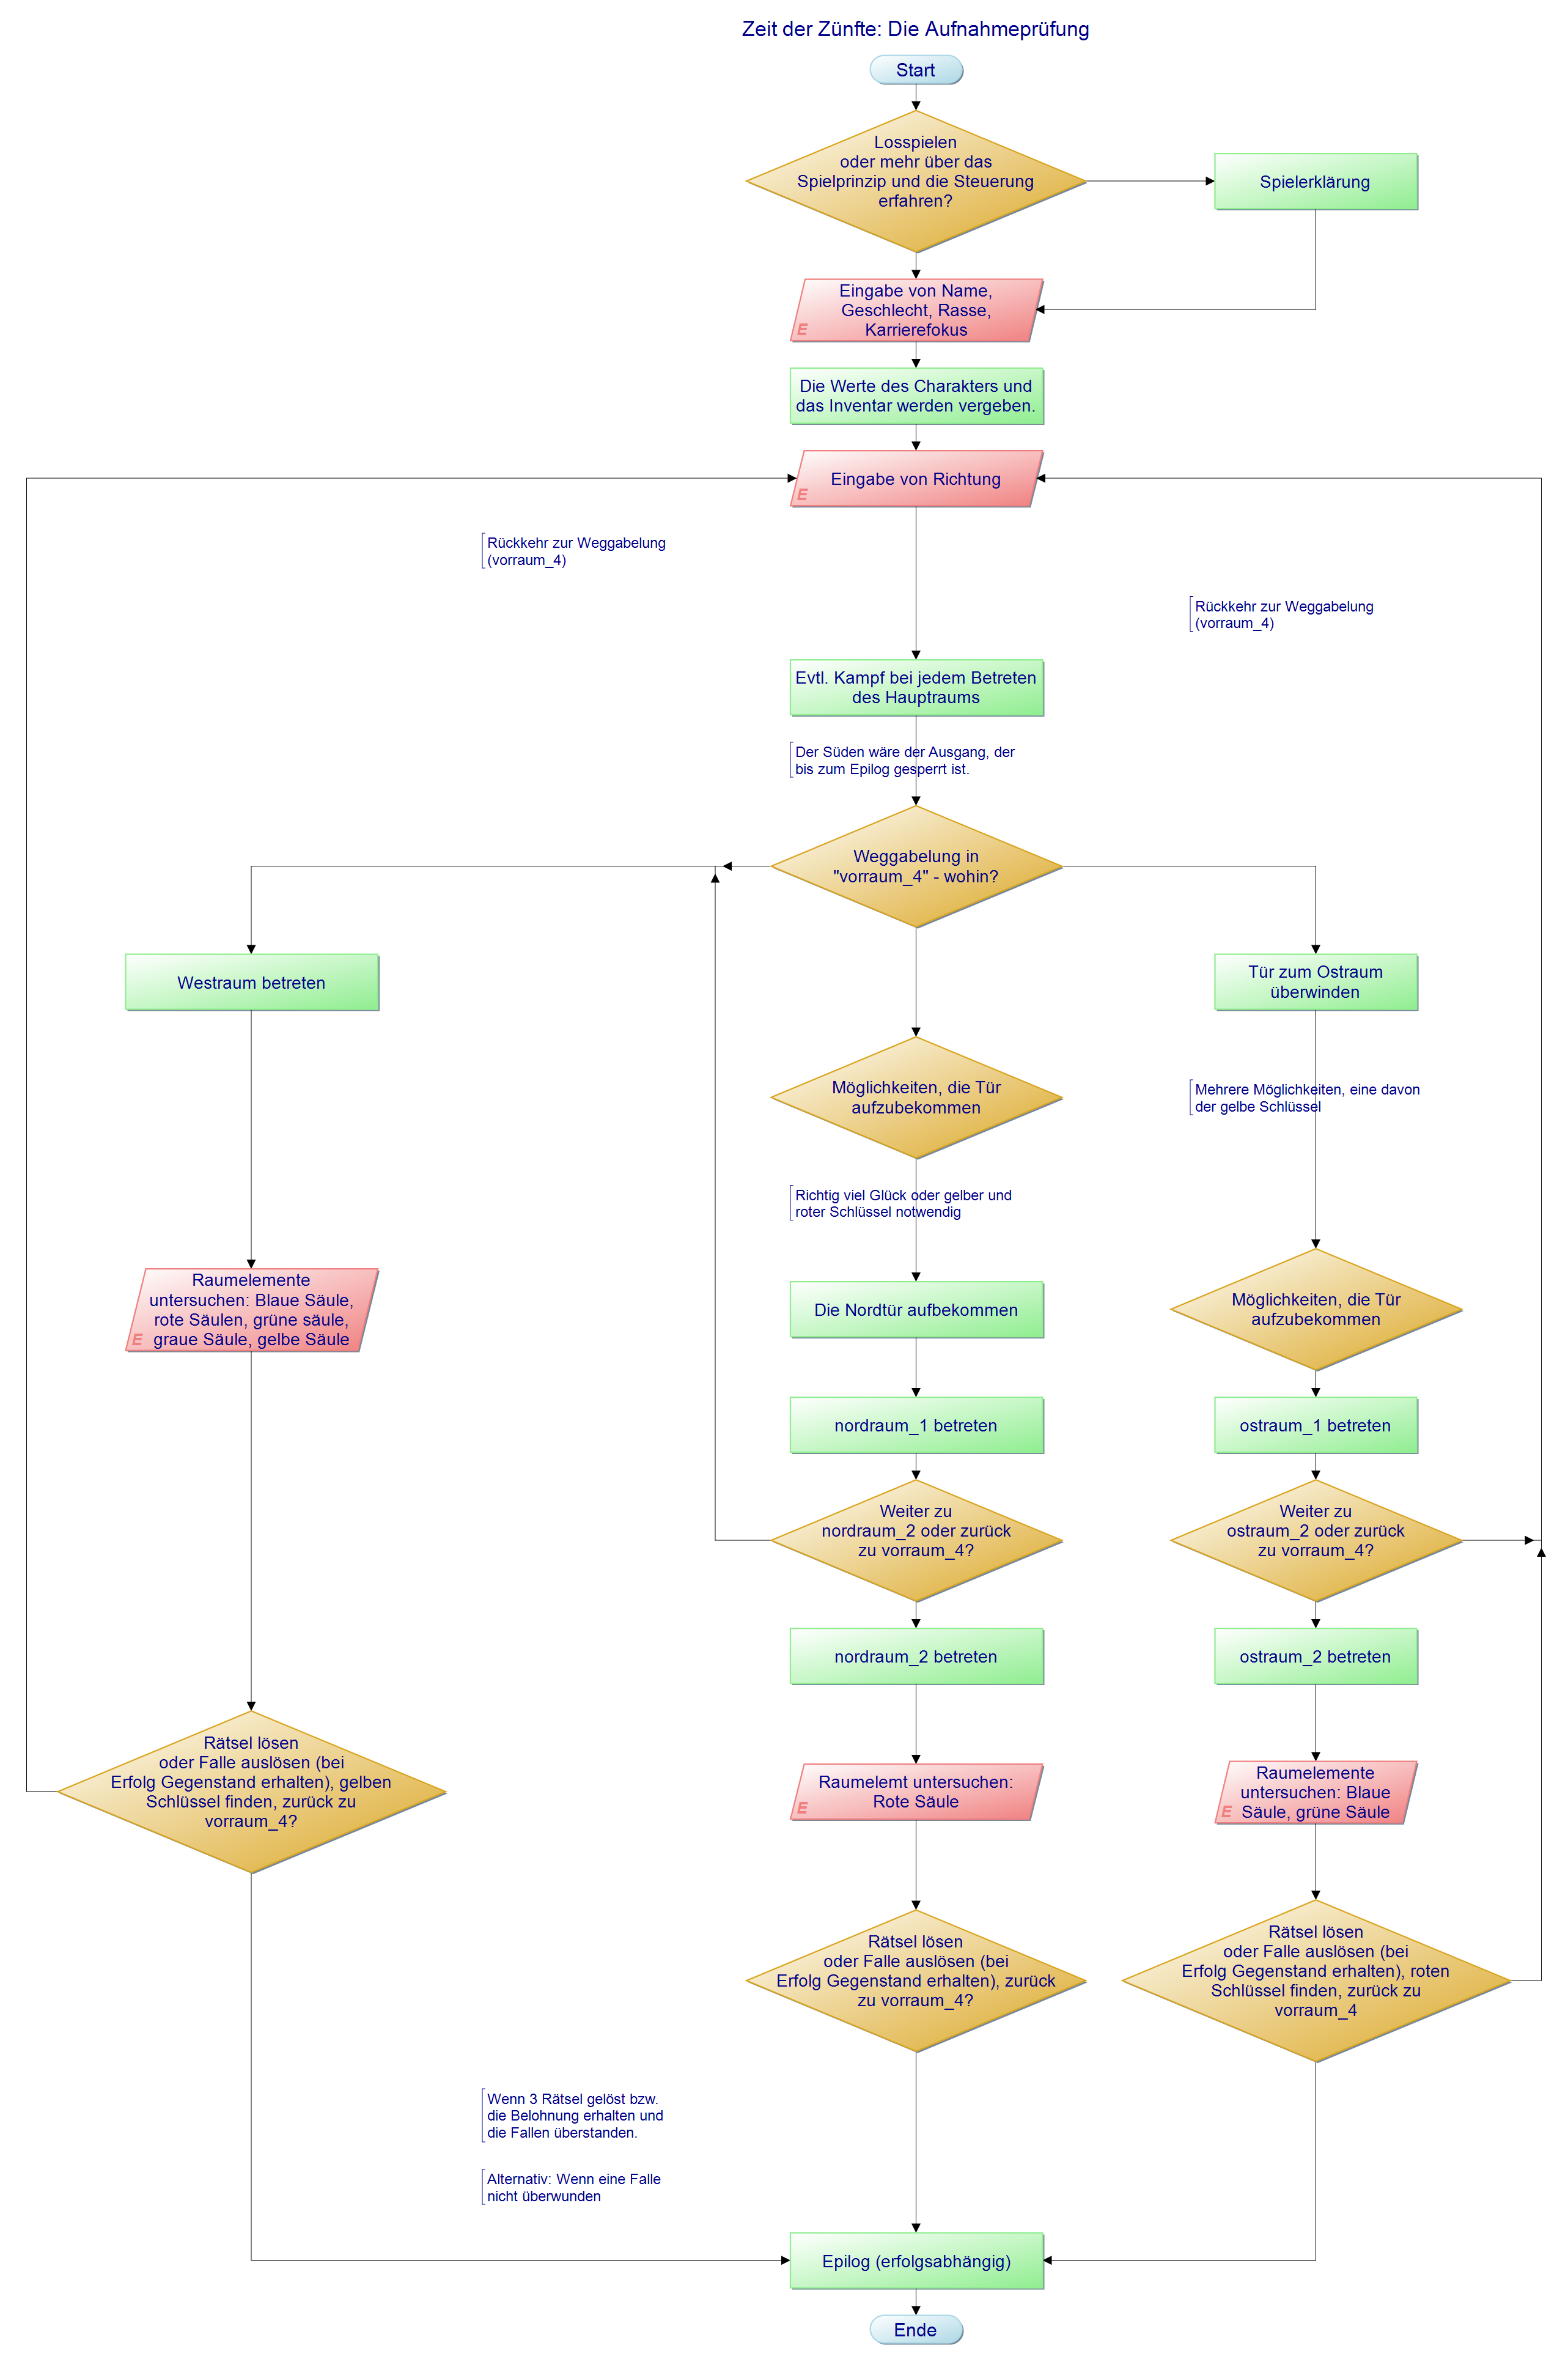 Zeit der Zünfte: Die Aufnahmeprüfung
Start
Losspielen
oder mehr über das
Spielprinzip und die Steuerung
erfahren?
Spielerklärung
Eingabe von Name,
Geschlecht, Rasse,
Karrierefokus
E
Die Werte des Charakters und
das Inventar werden vergeben.
Eingabe von Richtung
E
Rückkehr zur Weggabelung
(vorraum_4)
Rückkehr zur Weggabelung
(vorraum_4)
Evtl. Kampf bei jedem Betreten
des Hauptraums
Der Süden wäre der Ausgang, der
bis zum Epilog gesperrt ist.
Weggabelung in
"vorraum_4" - wohin?
Westraum betreten
Tür zum Ostraum
überwinden
Möglichkeiten, die Tür
aufzubekommen
Mehrere Möglichkeiten, eine davon
der gelbe Schlüssel
Richtig viel Glück oder gelber und
roter Schlüssel notwendig
Raumelemente
untersuchen: Blaue Säule,
rote Säulen, grüne säule,
graue Säule, gelbe Säule
E
Die Nordtür aufbekommen
Möglichkeiten, die Tür
aufzubekommen
nordraum_1 betreten
ostraum_1 betreten
Weiter zu
nordraum_2 oder zurück
zu vorraum_4?
Weiter zu
ostraum_2 oder zurück
zu vorraum_4?
nordraum_2 betreten
ostraum_2 betreten
Rätsel lösen
oder Falle auslösen (bei
Erfolg Gegenstand erhalten), gelben
Schlüssel finden, zurück zu
vorraum_4?
Raumelemt untersuchen:
Rote Säule
E
Raumelemente
untersuchen: Blaue
Säule, grüne Säule
E
Rätsel lösen
oder Falle auslösen (bei
Erfolg Gegenstand erhalten), zurück
zu vorraum_4?
Rätsel lösen
oder Falle auslösen (bei
Erfolg Gegenstand erhalten), roten
Schlüssel finden, zurück zu
vorraum_4
Wenn 3 Rätsel gelöst bzw.
die Belohnung erhalten und
die Fallen überstanden.
Alternativ: Wenn eine Falle
nicht überwunden
Epilog (erfolgsabhängig)
Ende